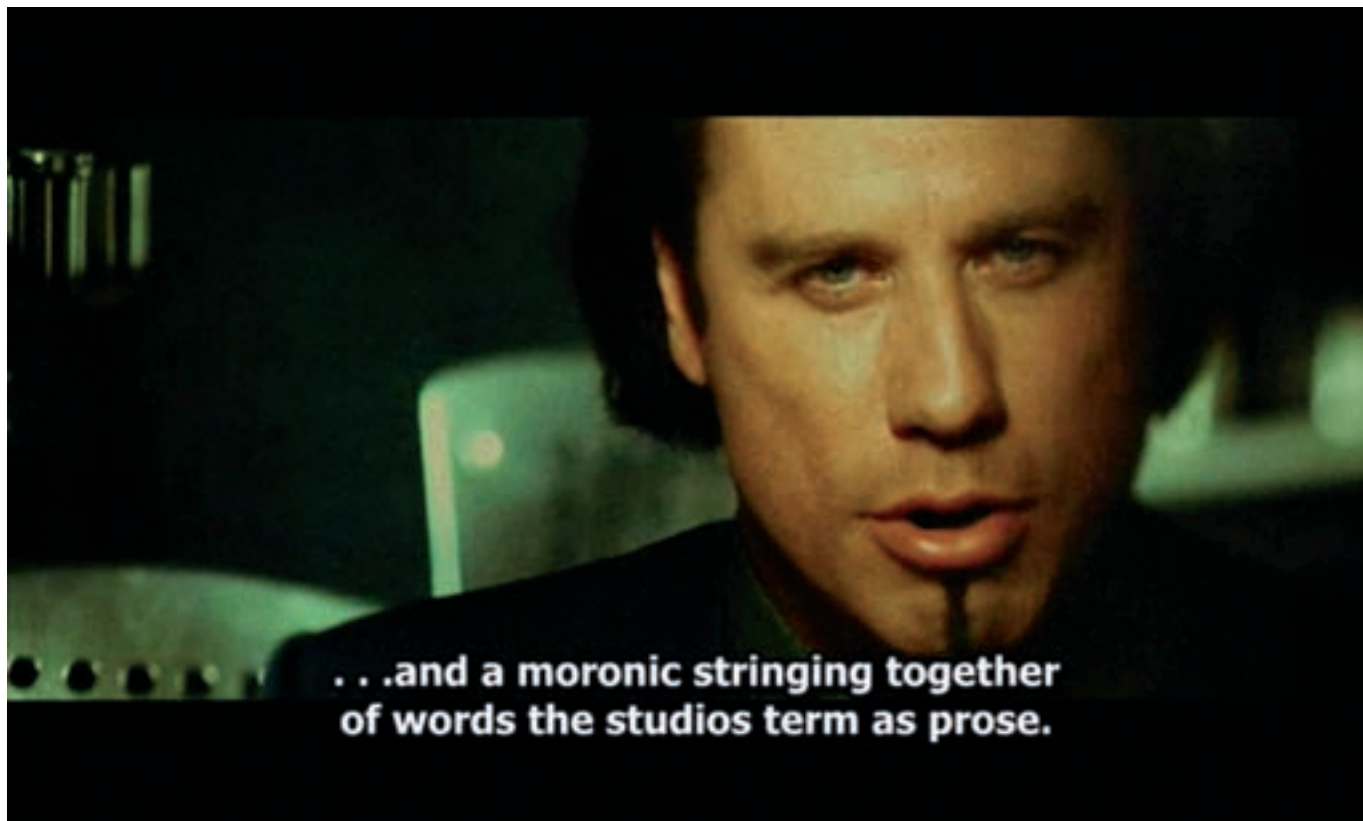 . . .and a moronic stringing together
of words the studios term as prose.